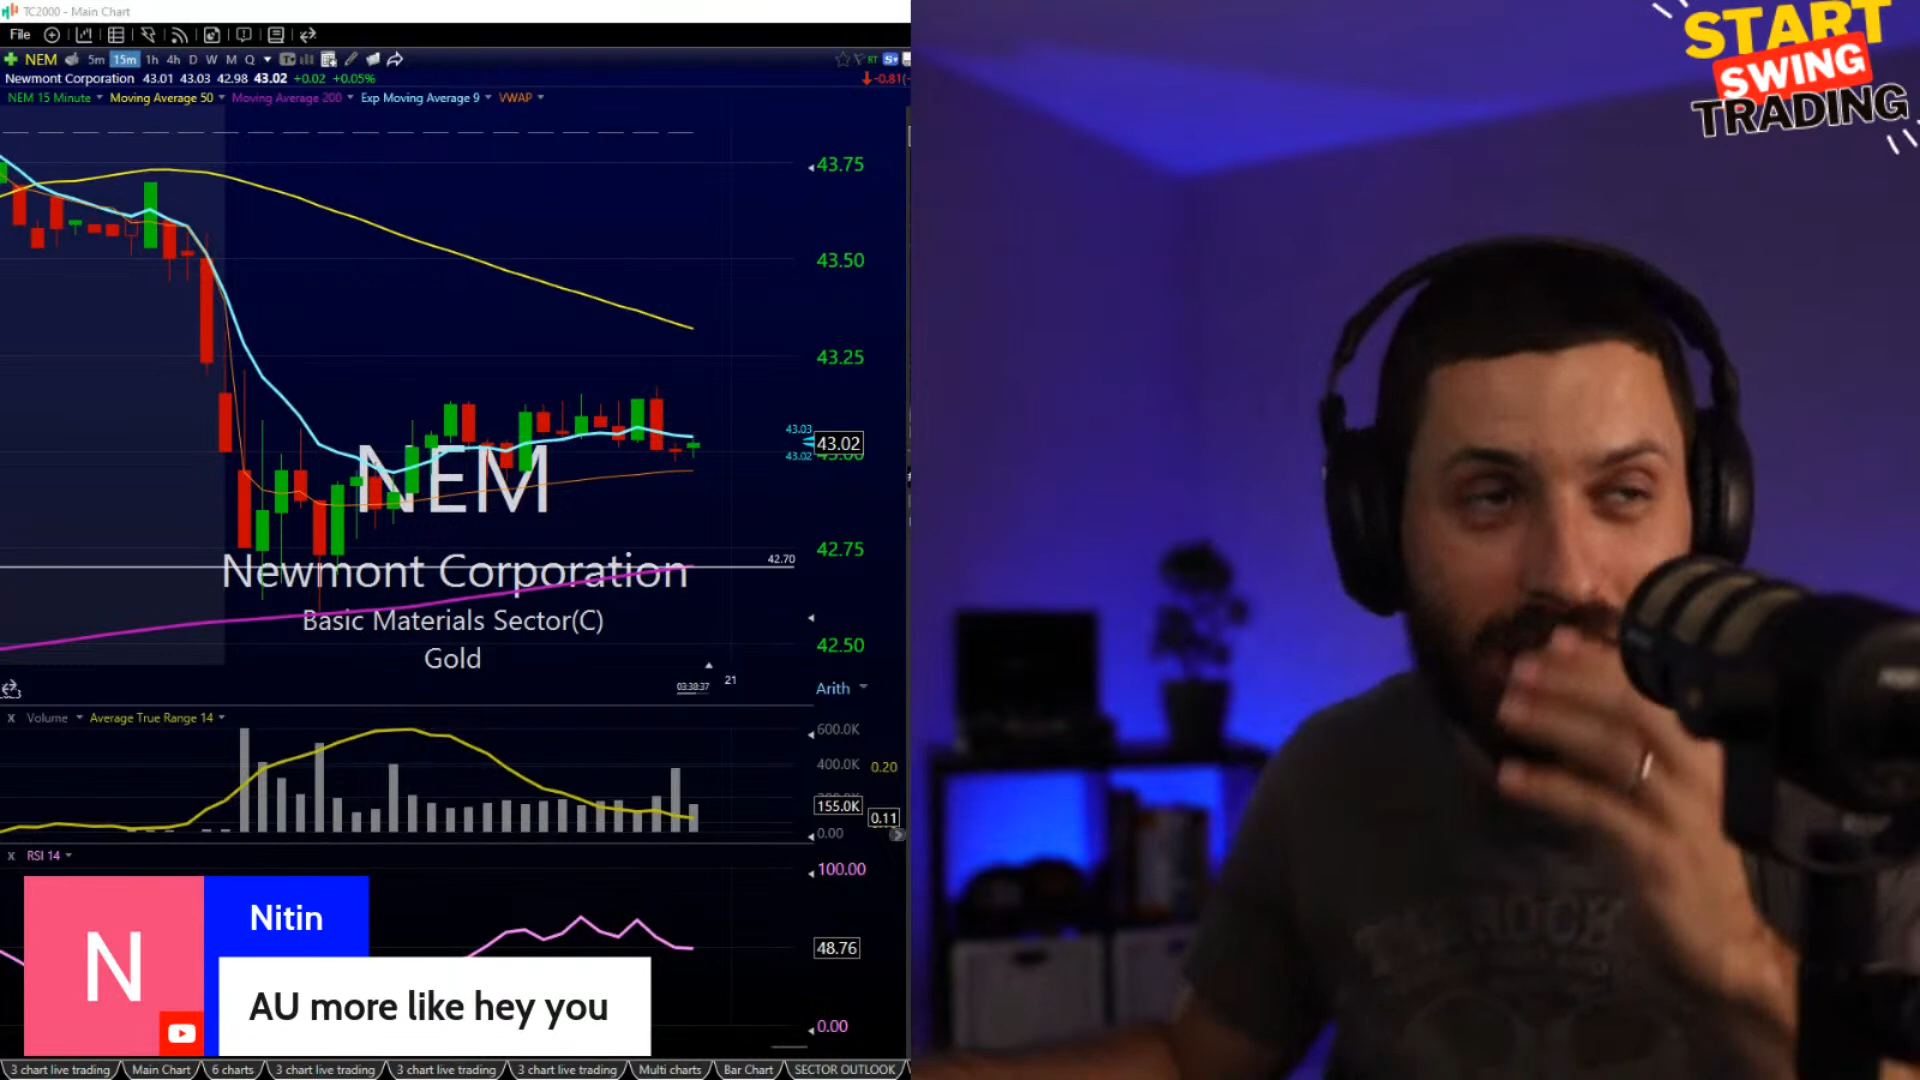 TC2000 - Main Chart
File
NEM 5m 15m 1h 4h D W M Q RT S+
Newmont Corporation 43.01 43.03 42.98 43.02 +0.02 +0.05% -0.81(-
NEM 15 Minute Moving Average 50 Moving Average 200 Exp Moving Average 9 VWAP
43.75
43.50
43.25
43.03
43.02
43.02
NEM
42.75
42.70
Newmont Corporation
Basic Materials Sector(C)
42.50
Gold
03:38:37 21
Arith
X Volume Average True Range 14
600.0K
400.0K 0.20
155.0K
0.11
0.00
X RSI 14
100.00
48.76
0.00
N
Nitin
AU more like hey you
3 chart live trading Main Chart 6 charts 3 chart live trading 3 chart live trading 3 chart live trading Multi charts Bar Chart SECTOR OUTLOOK
START
SWING
TRADING